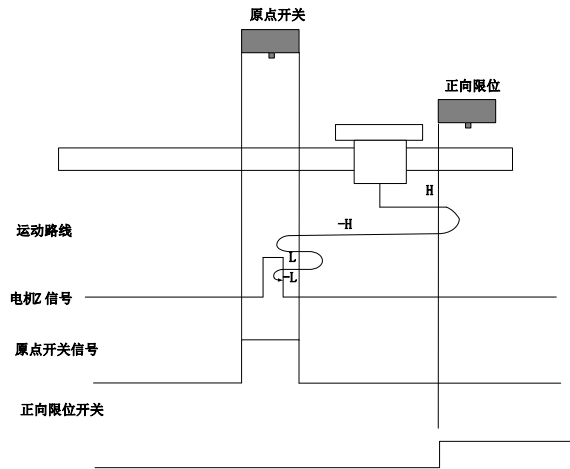 原点开关
正向限位
H
-H
运动路线
L
-L
电机Z 信号
原点开关信号
正向限位开关